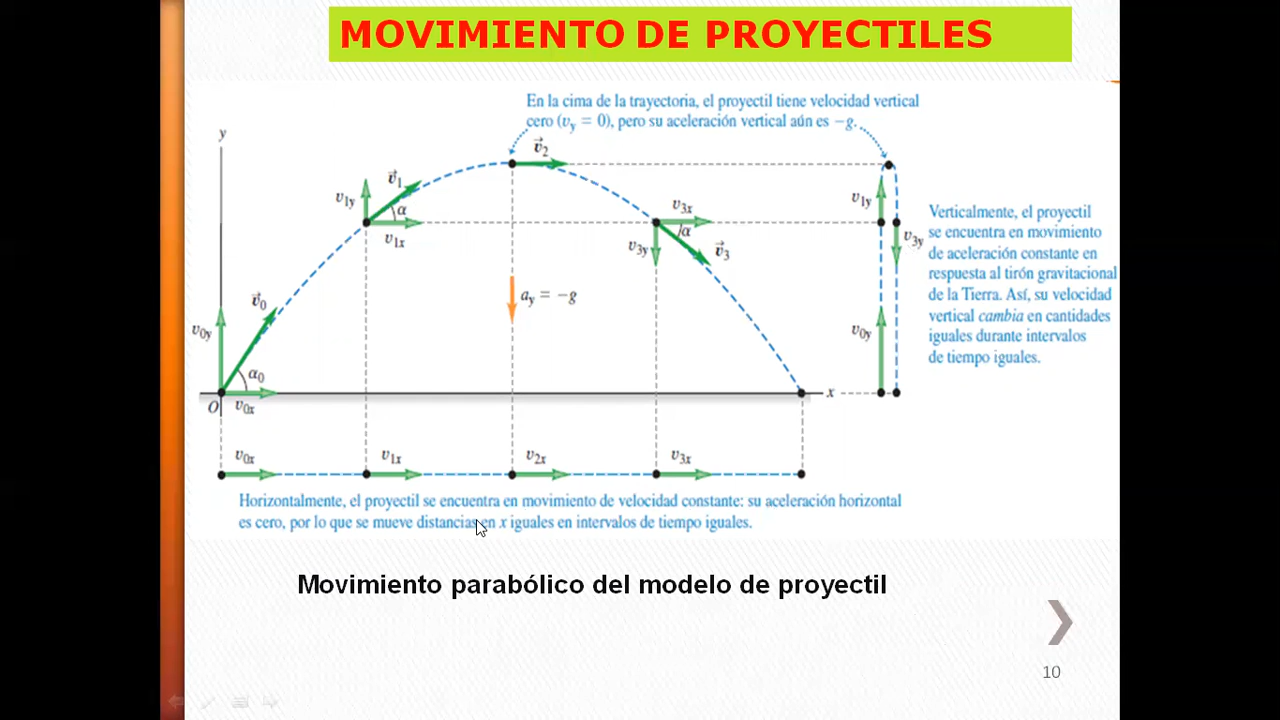 MOVIMIENTO DE PROYECTILES
En la cima de la trayectoria, el proyectil tiene velocidad vertical
cero (v_y = 0), pero su aceleración vertical aún es −g.
y
v⃗2
v⃗1
v1y
α
v1x
v3x
α
v3y
v⃗3
v1y
v3y
Verticalmente, el proyectil
se encuentra en movimiento
de aceleración constante en
respuesta al tirón gravitacional
de la Tierra. Así, su velocidad
vertical cambia en cantidades
iguales durante intervalos
de tiempo iguales.
v⃗0
ay = −g
v0y
v0y
α0
x
O
v0x
v0x
v1x
v2x
v3x
Horizontalmente, el proyectil se encuentra en movimiento de velocidad constante: su aceleración horizontal
es cero, por lo que se mueve distancias en x iguales en intervalos de tiempo iguales.
Movimiento parabólico del modelo de proyectil
10